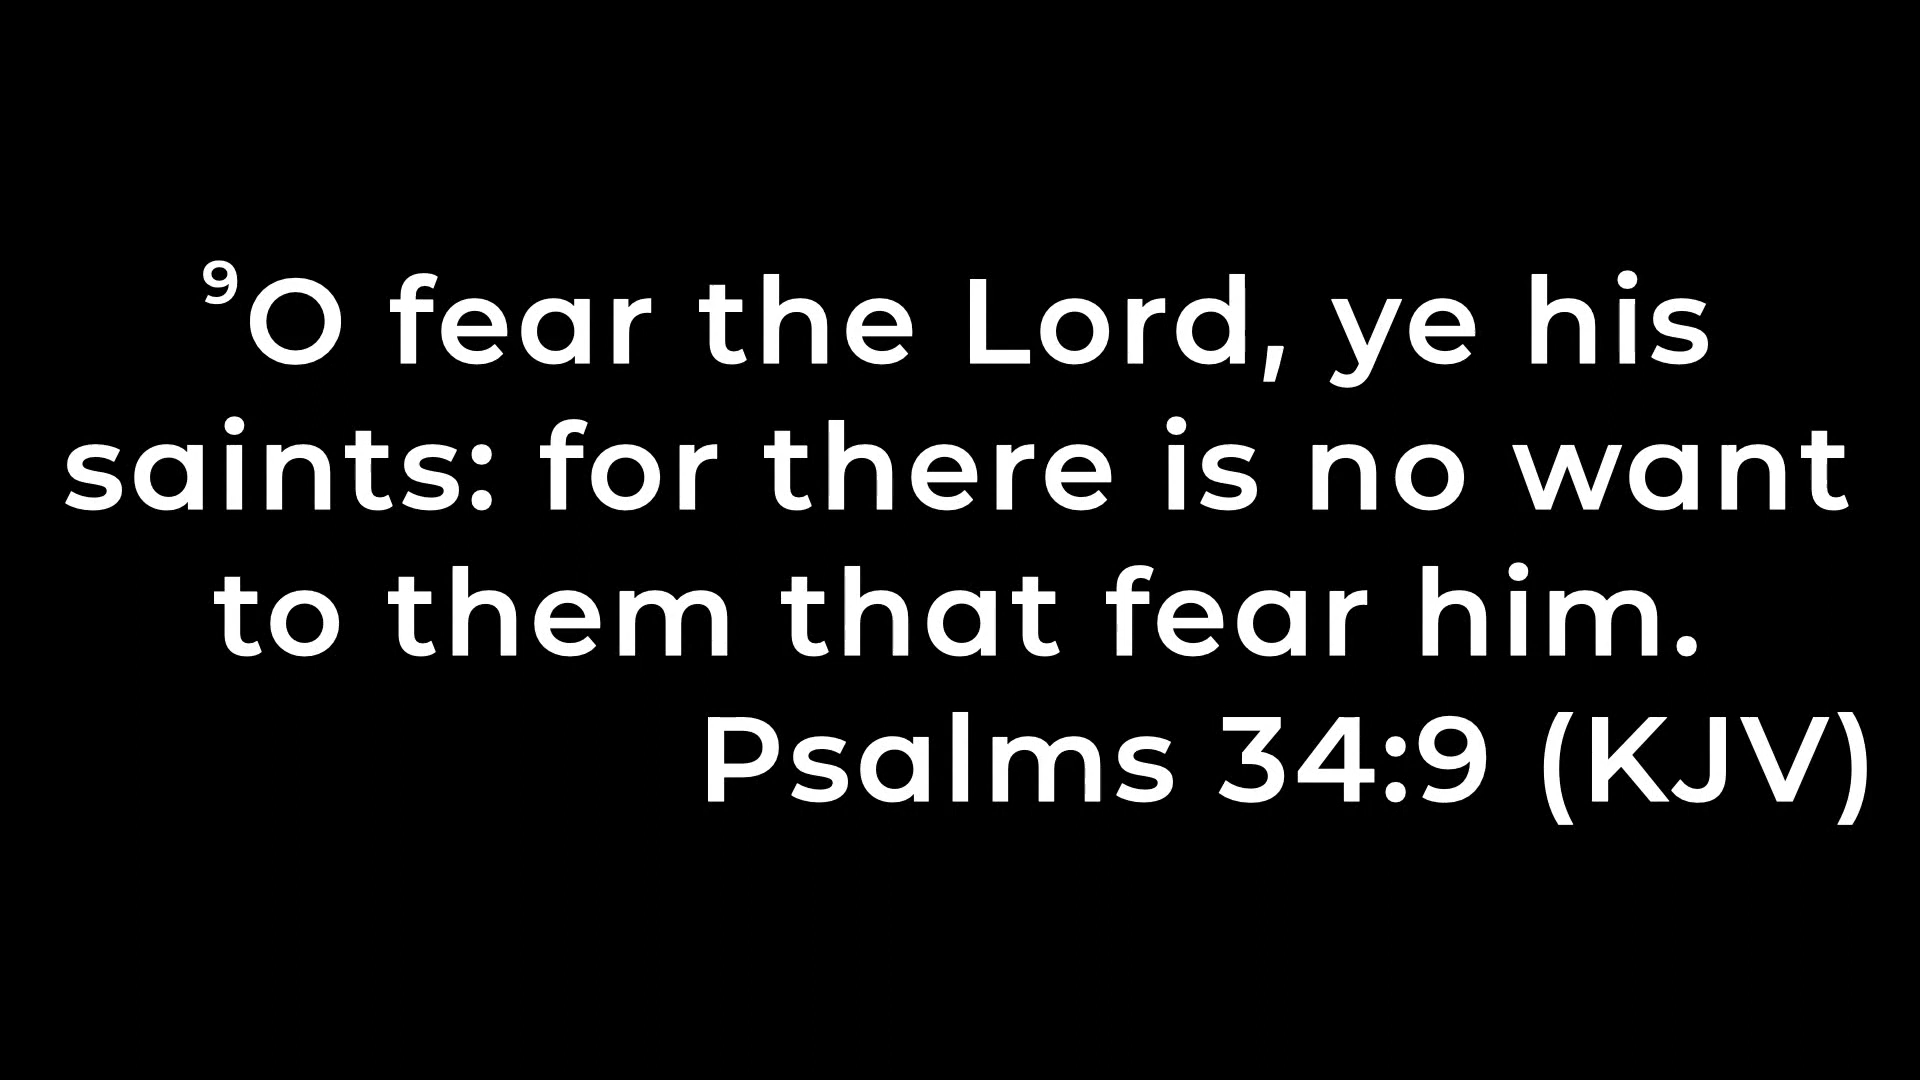 ⁹O fear the Lord, ye his
saints: for there is no want
to them that fear him.
Psalms 34:9 (KJV)